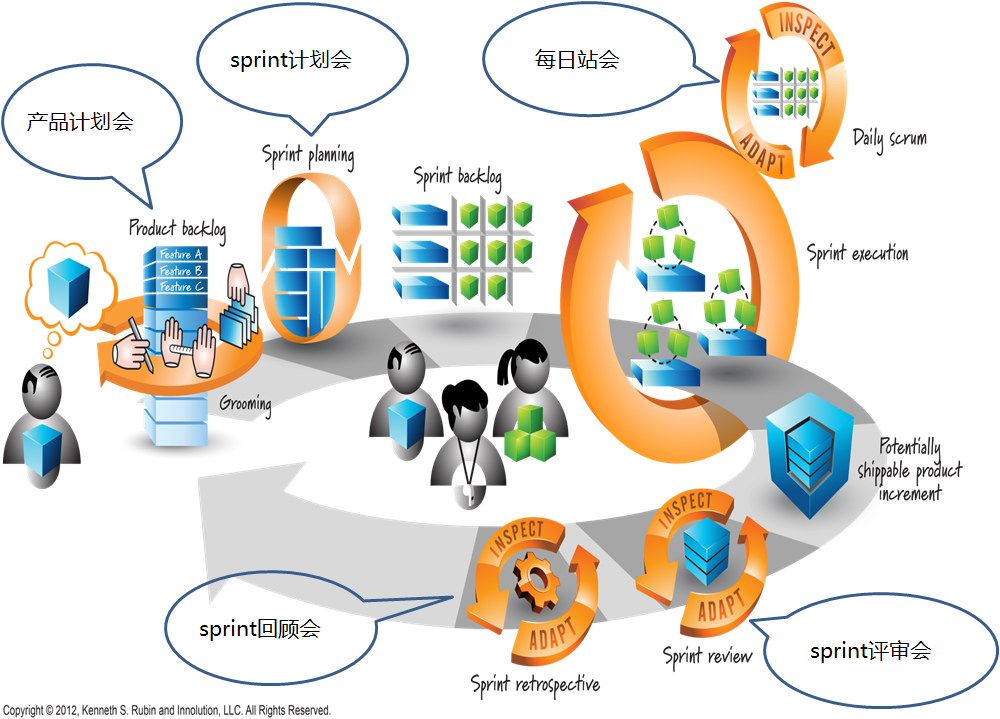 sprint计划会
每日站会
产品计划会
INSPECT
ADAPT
Daily scrum
Sprint planning
Sprint backlog
Product backlog
Feature A
Feature B
Feature C
Sprint execution
Grooming
Potentially
shippable product
increment
INSPECT
ADAPT
INSPECT
ADAPT
sprint回顾会
sprint评审会
Sprint review
Sprint retrospective
Copyright © 2012, Kenneth S. Rubin and Innolution, LLC. All Rights Reserved.